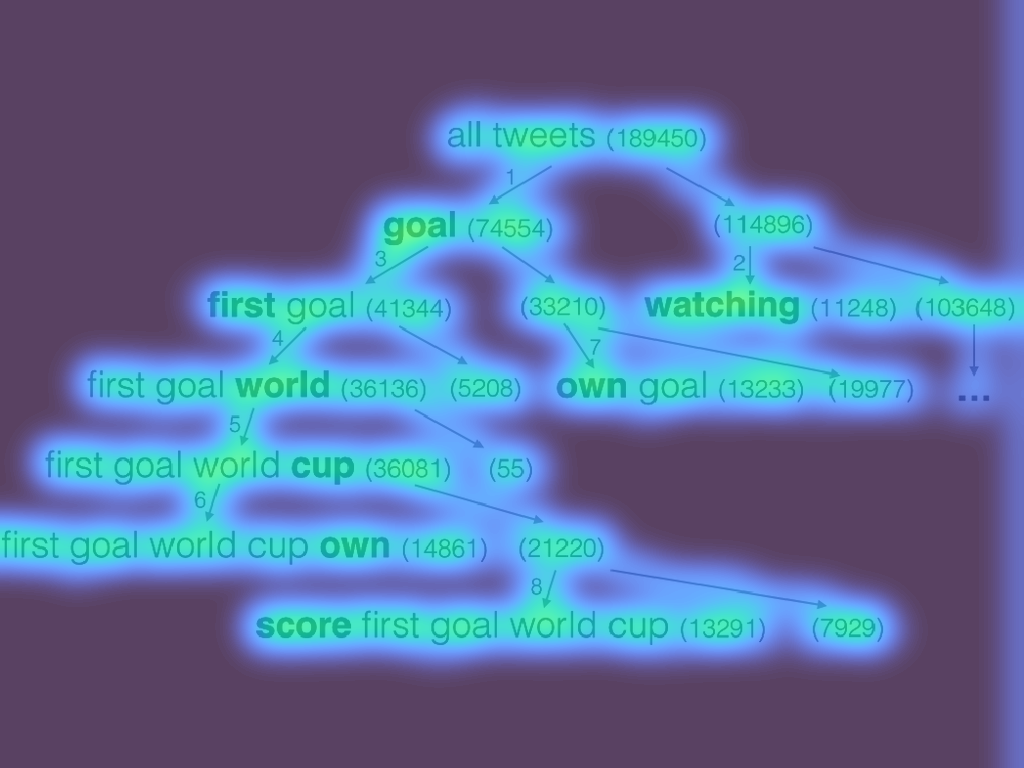 all tweets (189450)
1
goal (74554) (114896)
3 2
first goal (41344) (33210) watching (11248) (103648)
4 7
first goal world (36136) (5208) own goal (13233) (19977) ...
5
first goal world cup (36081) (55)
6
first goal world cup own (14861) (21220)
8
score first goal world cup (13291) (7929)